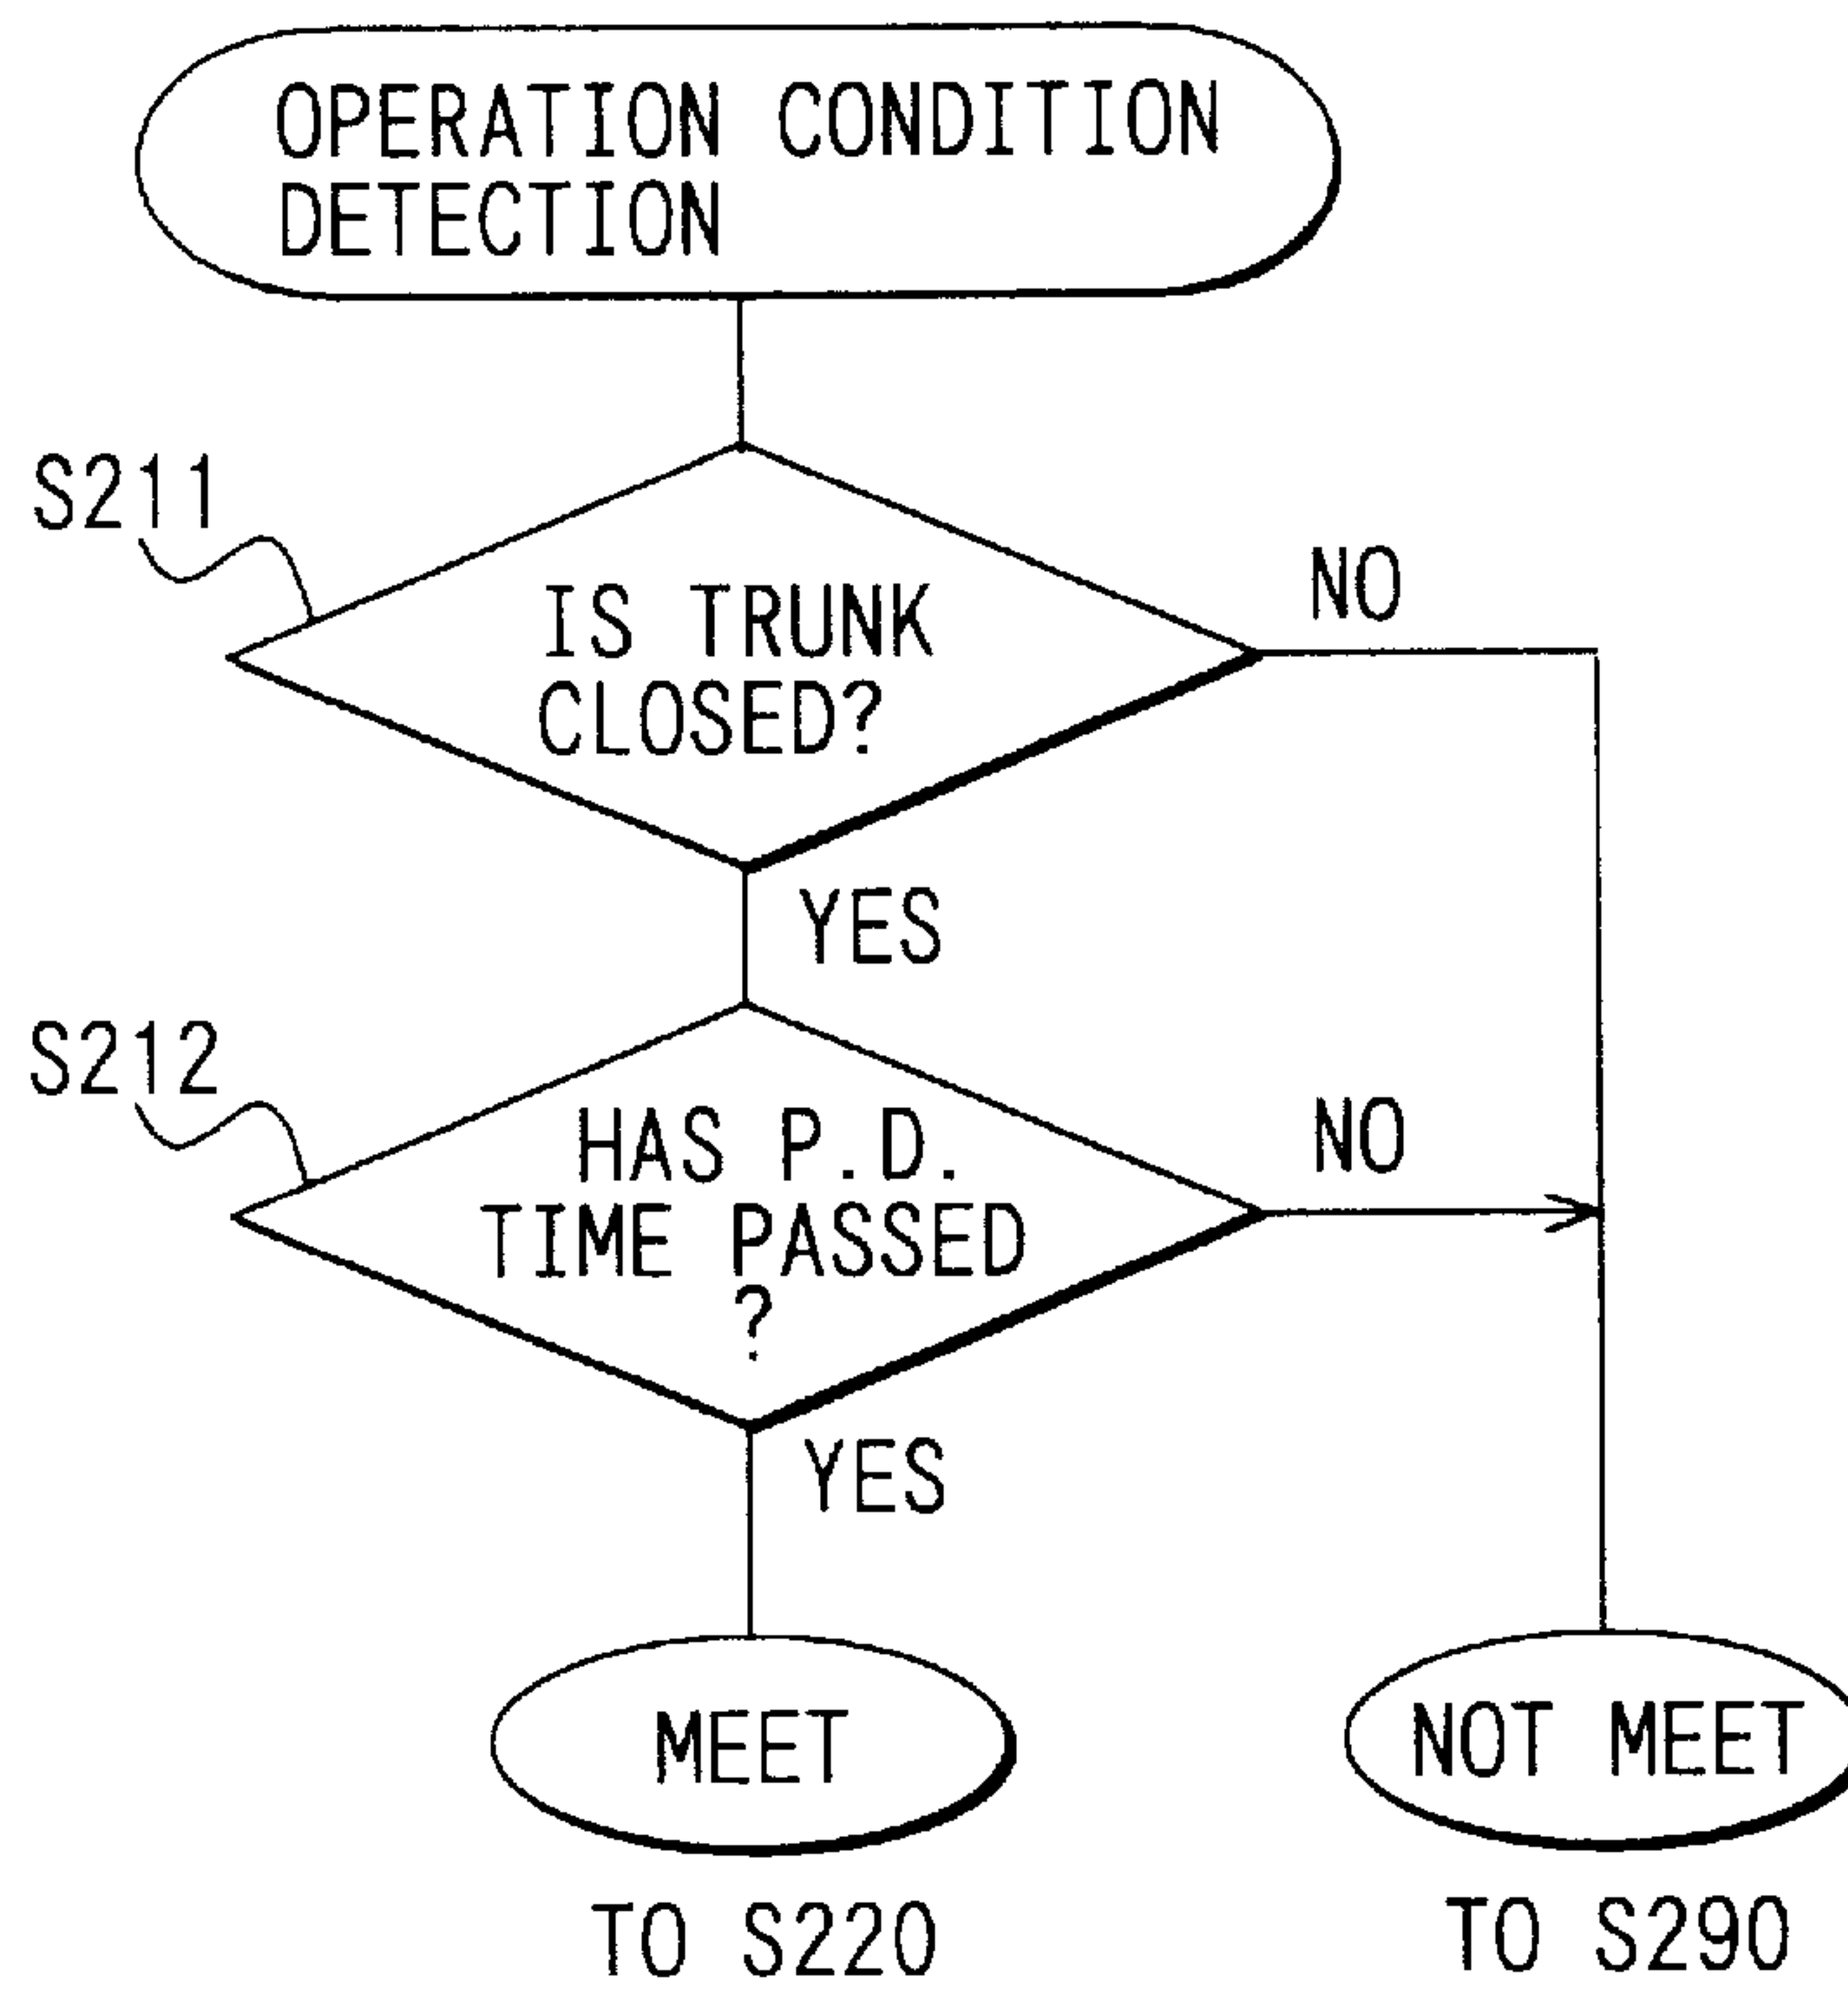 OPERATION CONDITION
DETECTION
S211
IS TRUNK
CLOSED?
NO
YES
S212
HAS P.D.
TIME PASSED
?
NO
YES
MEET
NOT MEET
TO S220
TO S290